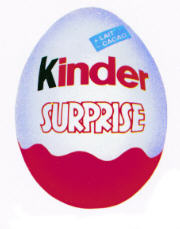 + LAIT
- CACAO
Kinder
SURPRISE